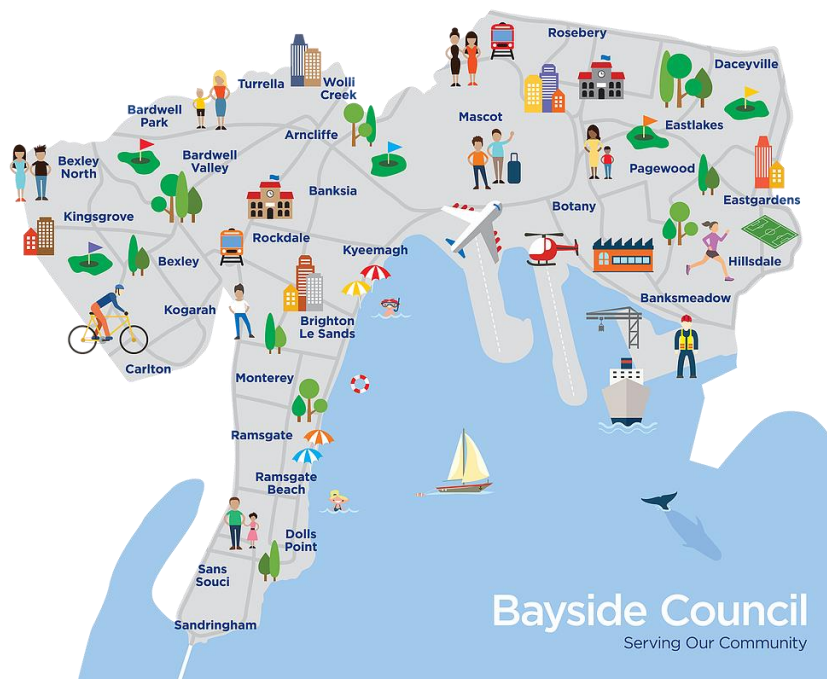 Rosebery
Daceyville
Turrella
Wolli
Creek
Bardwell
Park
Mascot
Arncliffe
Eastlakes
Bexley
North
Bardwell
Valley
Pagewood
Banksia
Eastgardens
Kingsgrove
Botany
Rockdale
Kyeemagh
Bexley
Hillsdale
Banksmeadow
Kogarah
Brighton
Le Sands
Carlton
Monterey
Ramsgate
Ramsgate
Beach
Dolls
Point
Sans
Souci
Sandringham
Bayside Council
Serving Our Community